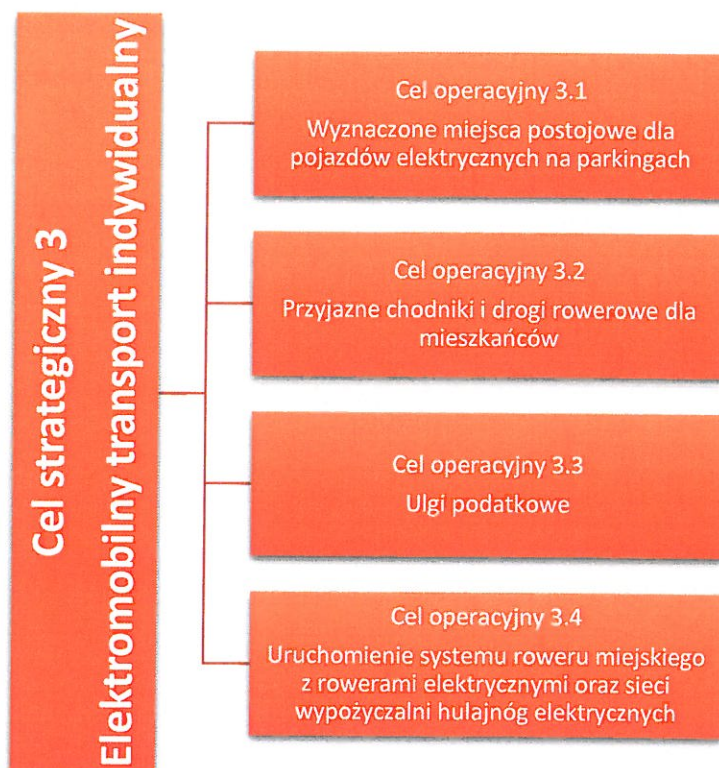 Cel strategiczny 3
Elektromobilny transport indywidualny
Cel operacyjny 3.1
Wyznaczone miejsca postojowe dla
pojazdów elektrycznych na parkingach
Cel operacyjny 3.2
Przyjazne chodniki i drogi rowerowe dla
mieszkańców
Cel operacyjny 3.3
Ulgi podatkowe
Cel operacyjny 3.4
Uruchomienie systemu roweru miejskiego
z rowerami elektrycznymi oraz sieci
wypożyczalni hulajnóg elektrycznych